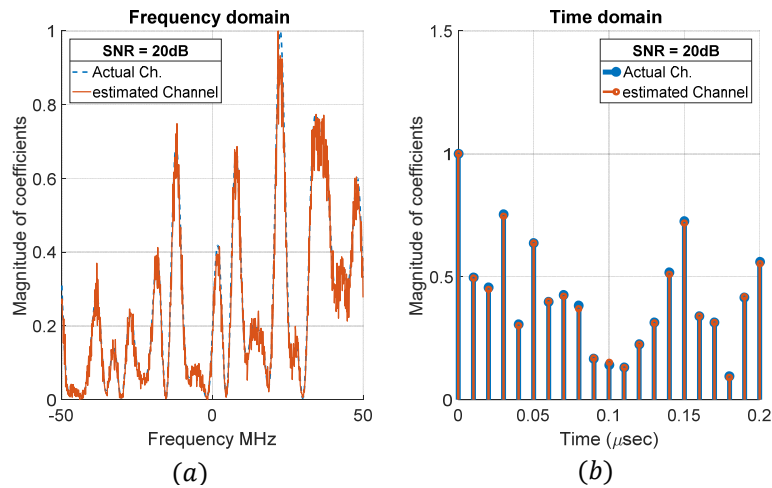 Frequency domain
1
0.8
0.6
0.4
0.2
0
-50
0
50
Magnitude of coefficients
Frequency MHz
SNR = 20dB
Actual Ch.
estimated Channel
(a)
Time domain
1.5
1
0.5
0
0
0.05
0.1
0.15
0.2
Magnitude of coefficients
Time (μsec)
SNR = 20dB
Actual Ch.
estimated Channel
(b)